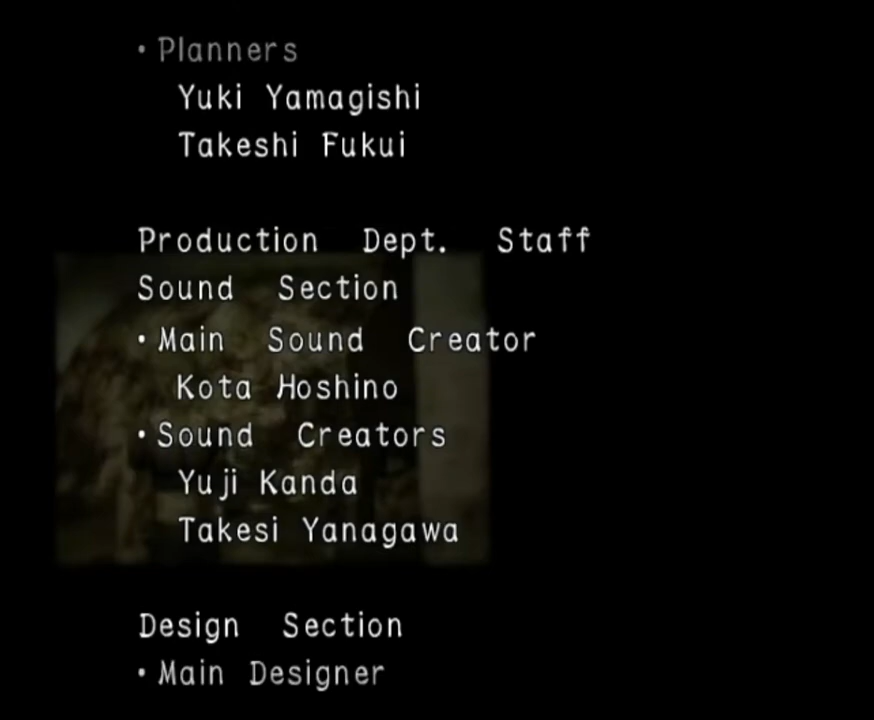 ・Planners
Yuki Yamagishi
Takeshi Fukui
Production Dept. Staff
Sound Section
・Main Sound Creator
Kota Hoshino
・Sound Creators
Yuji Kanda
Takesi Yanagawa
Design Section
・Main Designer